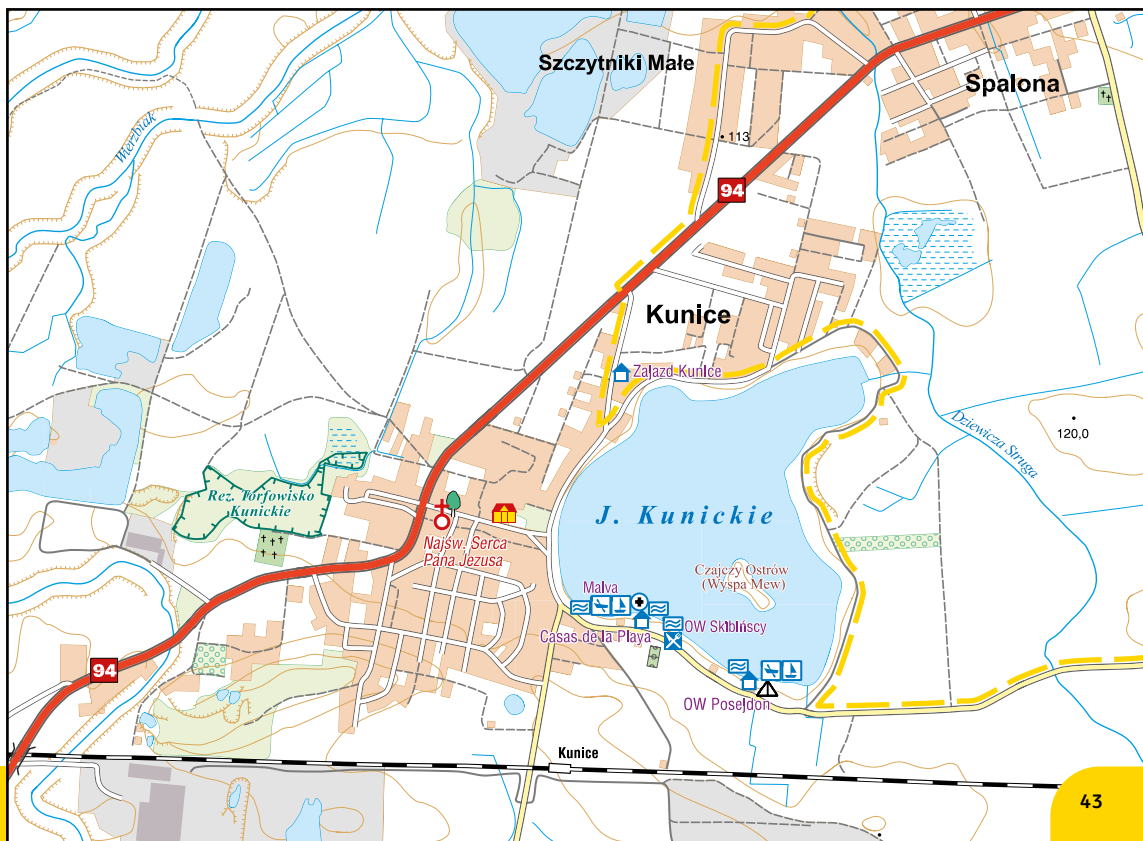 Szczytniki Małe
Spalona
Wierzbiak
113
94
Kunice
Zajazd Kunice
Dziewicza Struga
120,0
Rez. Torfowisko
Kunickie
J. Kunickie
Najśw. Serca
Pana Jezusa
Czajczy Ostrów
(Wyspa Mew)
Malva
OW Skibińscy
Casas de la Playa
94
OW Posejdon
Kunice
43